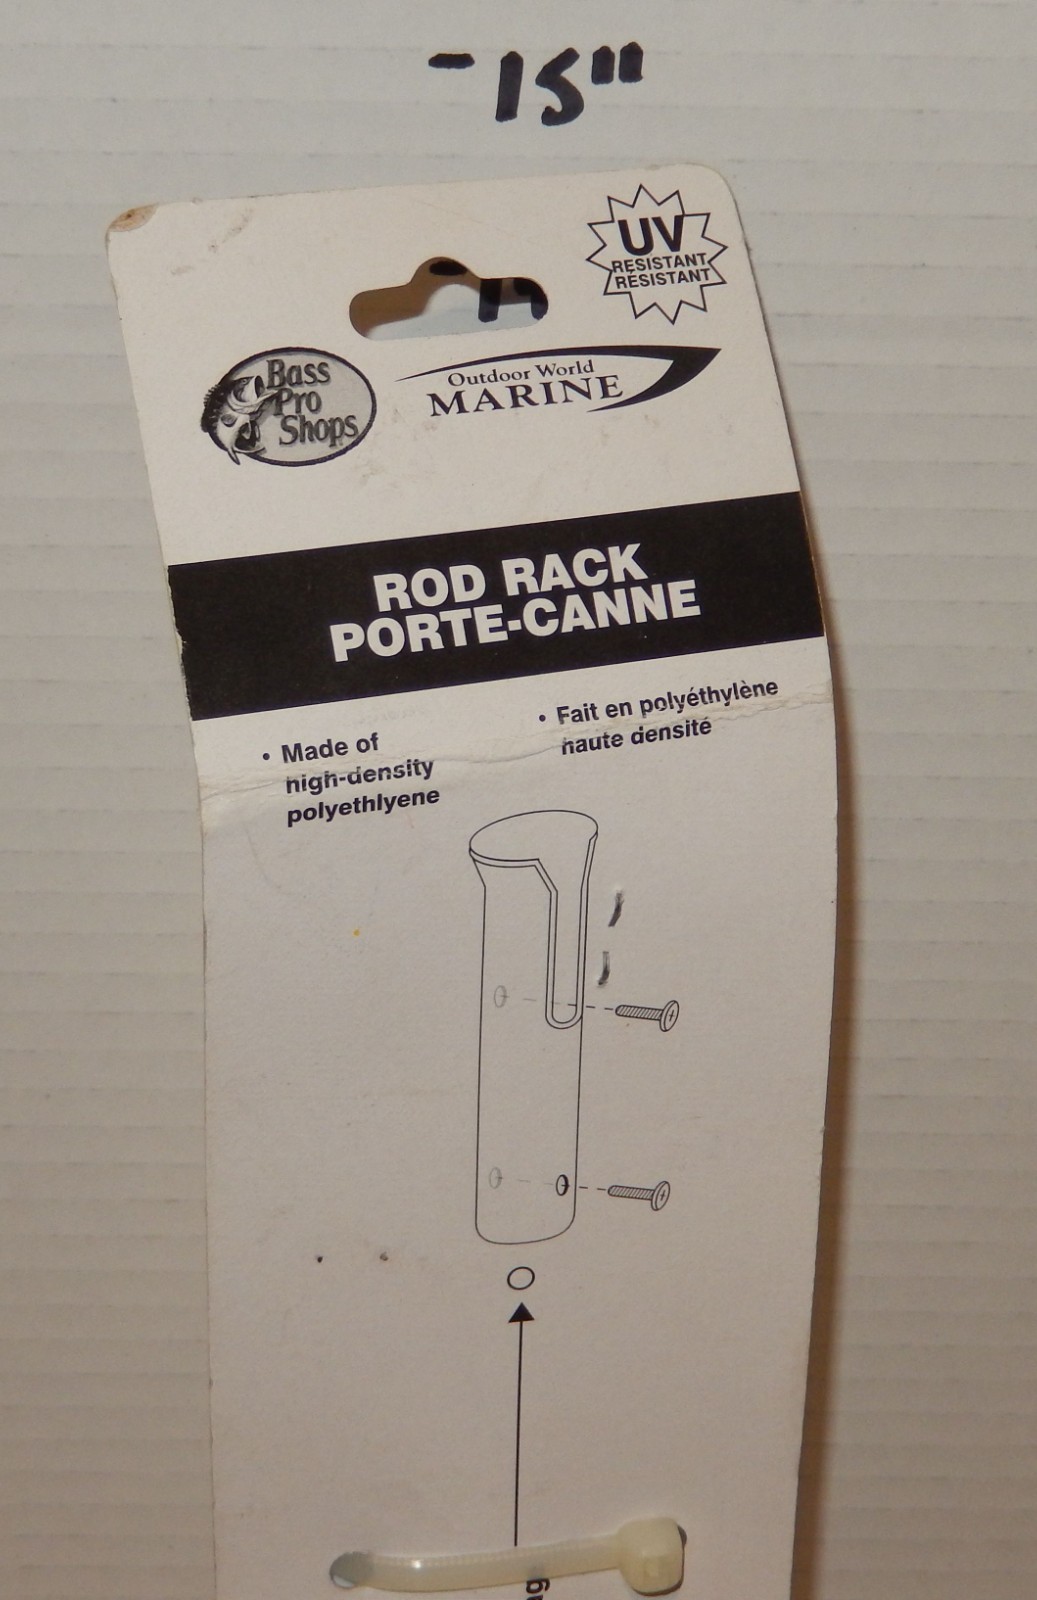 -15"
UV
RESISTANT
RÉSISTANT
Bass
Pro
Shops
Outdoor World
MARINE
ROD RACK
PORTE-CANNE
• Made of
high-density
polyethlyene
• Fait en polyéthylène
haute densité